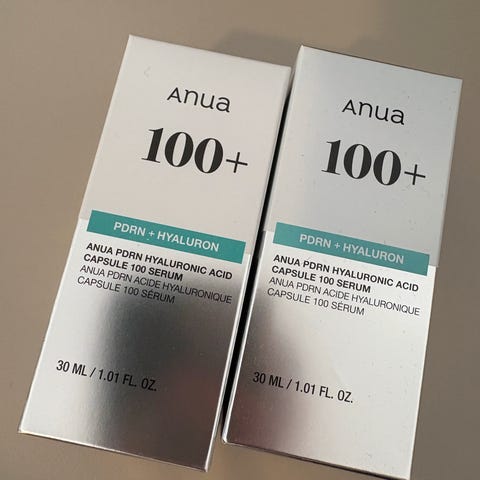 Anua
100+
PDRN + HYALURON
ANUA PDRN HYALURONIC ACID
CAPSULE 100 SERUM
ANUA PDRN ACIDE HYALURONIQUE
CAPSULE 100 SÉRUM
30 ML / 1.01 FL. OZ.
Anua
100+
PDRN + HYALURON
ANUA PDRN HYALURONIC ACID
CAPSULE 100 SERUM
ANUA PDRN ACIDE HYALURONIQUE
CAPSULE 100 SÉRUM
30 ML / 1.01 FL. OZ.